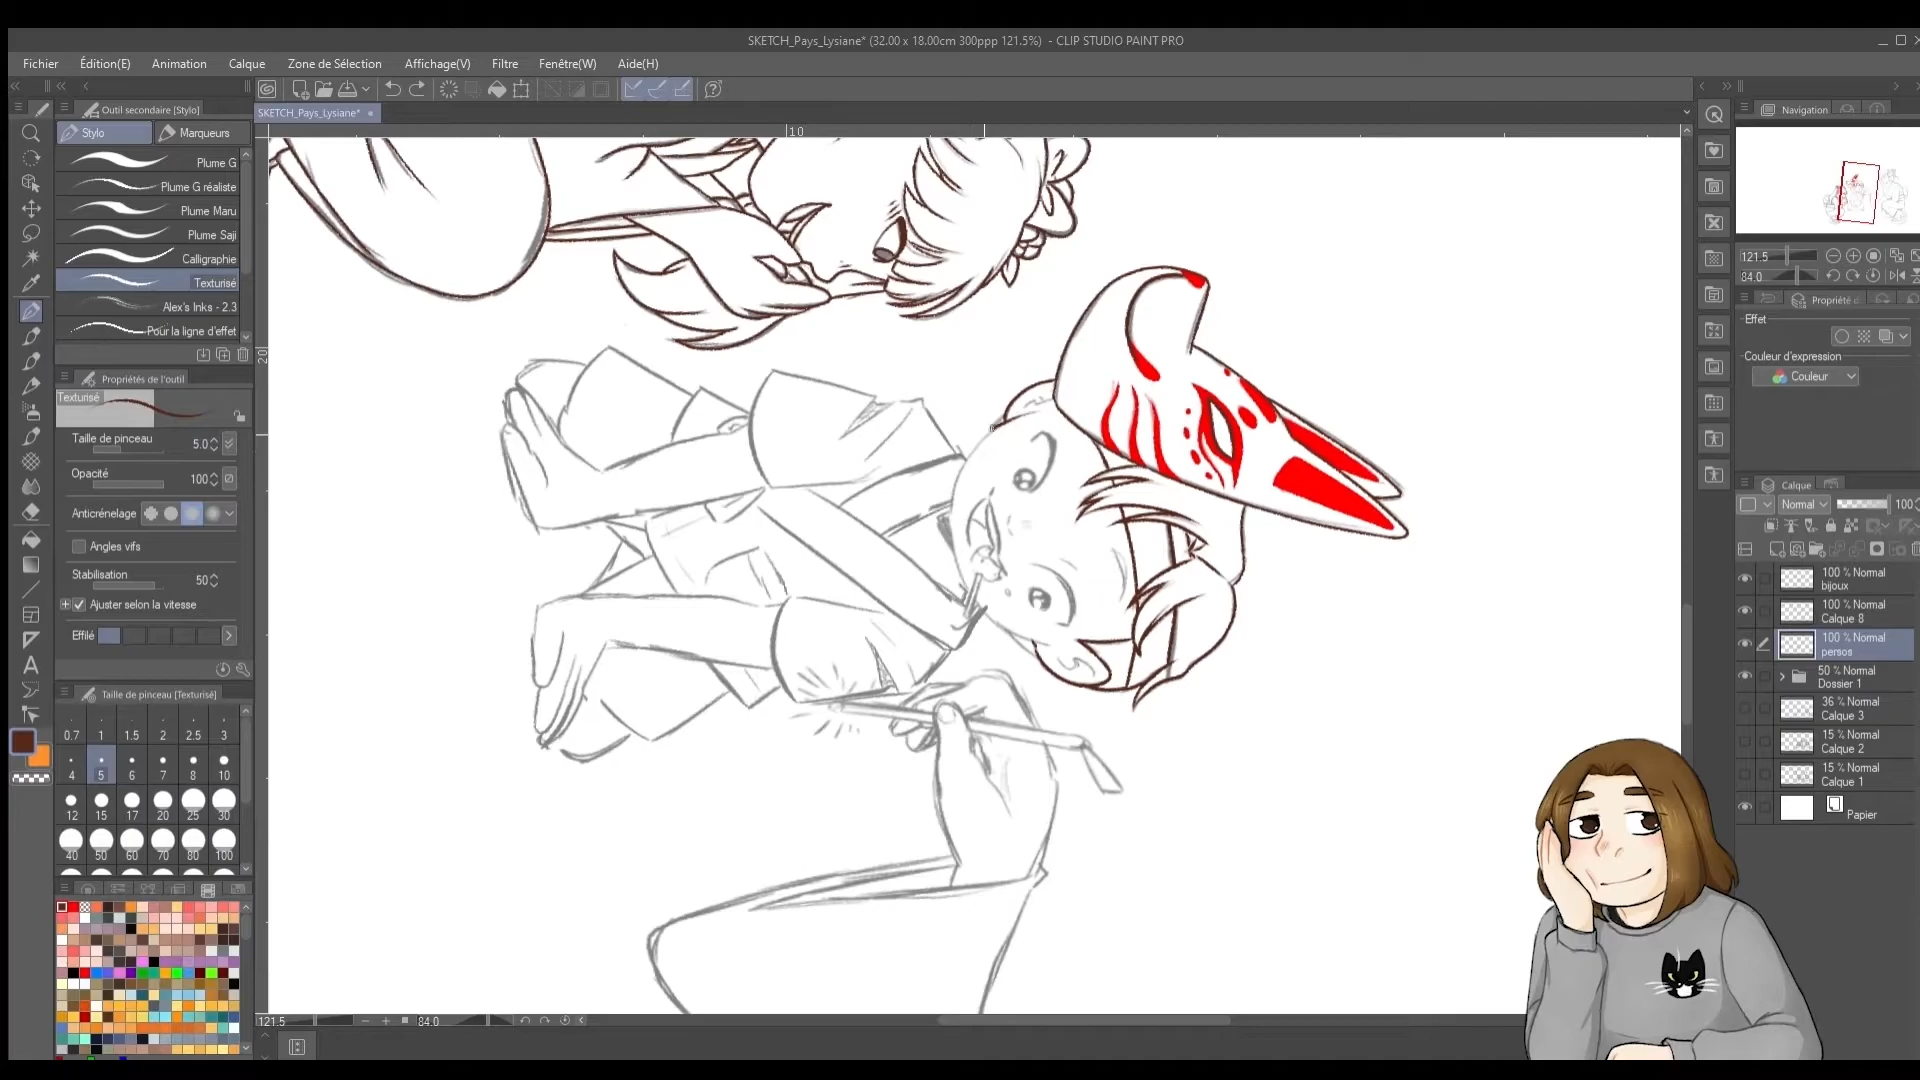 SKETCH_Pays_Lysiane* (32.00 x 18.00cm 300ppp 121.5%) - CLIP STUDIO PAINT PRO
Fichier Édition(E) Animation Calque Zone de Sélection Affichage(V) Filtre Fenêtre(W) Aide(H)
Outil secondaire [Stylo]
Stylo Marqueurs
Plume G
Plume G réaliste
Plume Maru
Plume Saji
Calligraphie
Texturisé
Alex's Inks - 2.3
Pour la ligne d'effet
Propriétés de l'outil
Texturisé
Taille de pinceau 5.0
Opacité 100
Anticrénelage
Angles vifs
Stabilisation 50
Ajuster selon la vitesse
Effilé
Taille de pinceau [Texturisé]
0.7 1 1.5 2 2.5 3
4 5 6 7 8 10
12 15 17 20 25 30
40 50 60 70 80 100
SKETCH_Pays_Lysiane*
10
20
121.5 84.0
Navigation
121.5
84.0
Propriété d
Effet
Couleur d'expression
Couleur
Calque
Normal 100
100 % Normal
bijoux
100 % Normal
Calque 8
100 % Normal
persos
50 % Normal
Dossier 1
36 % Normal
Calque 3
15 % Normal
Calque 2
15 % Normal
Calque 1
Papier